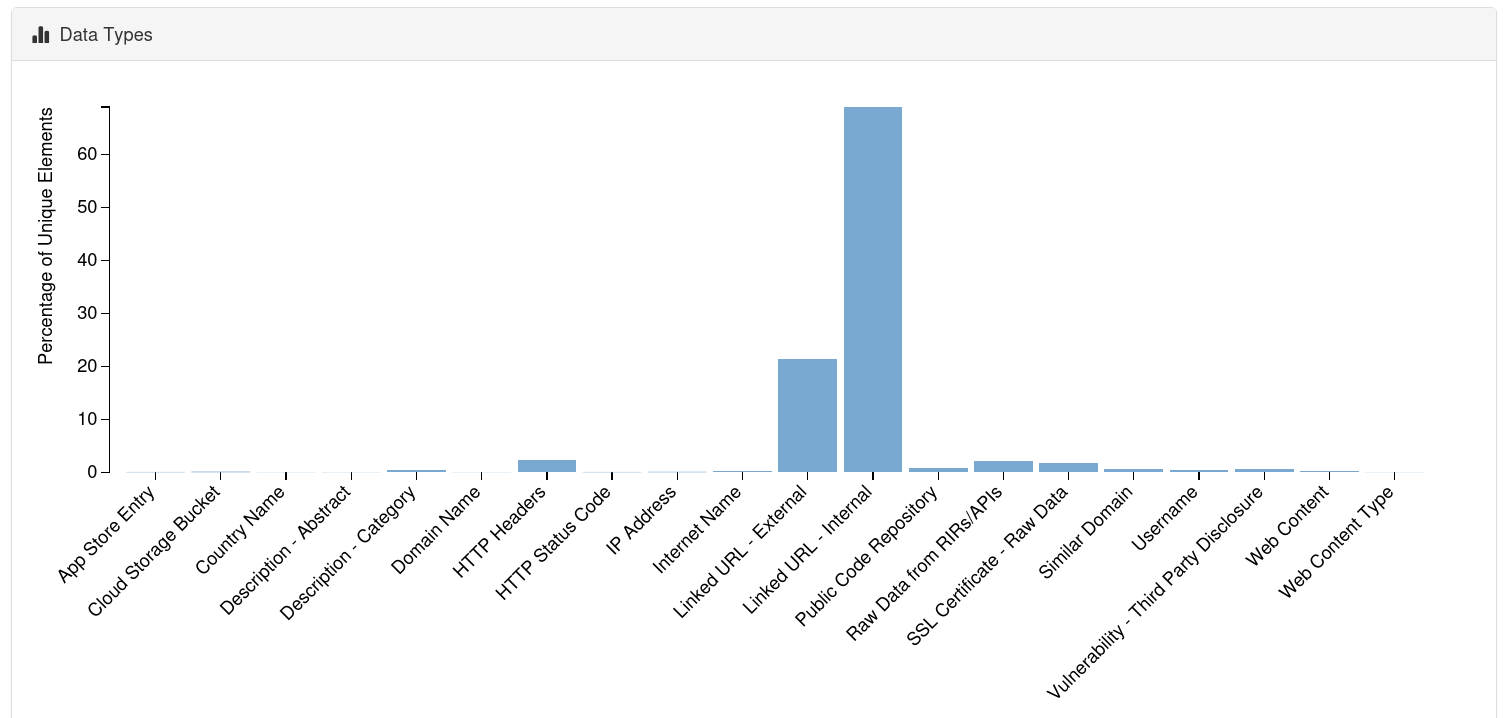 Data Types
Percentage of Unique Elements
60
50
40
30
20
10
0
App Store Entry
Cloud Storage Bucket
Country Name
Description - Abstract
Description - Category
Domain Name
HTTP Headers
HTTP Status Code
IP Address
Internet Name
Linked URL - External
Linked URL - Internal
Public Code Repository
Raw Data from RIRs/APIs
SSL Certificate - Raw Data
Similar Domain
Username
Vulnerability - Third Party Disclosure
Web Content
Web Content Type